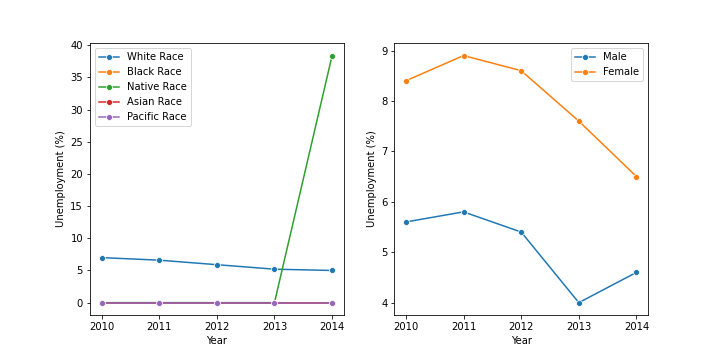 40
35
30
25
20
15
10
5
0
Unemployment (%)
White Race
Black Race
Native Race
Asian Race
Pacific Race
2010 2011 2012 2013 2014
Year
9
8
7
6
5
4
Unemployment (%)
Male
Female
2010 2011 2012 2013 2014
Year